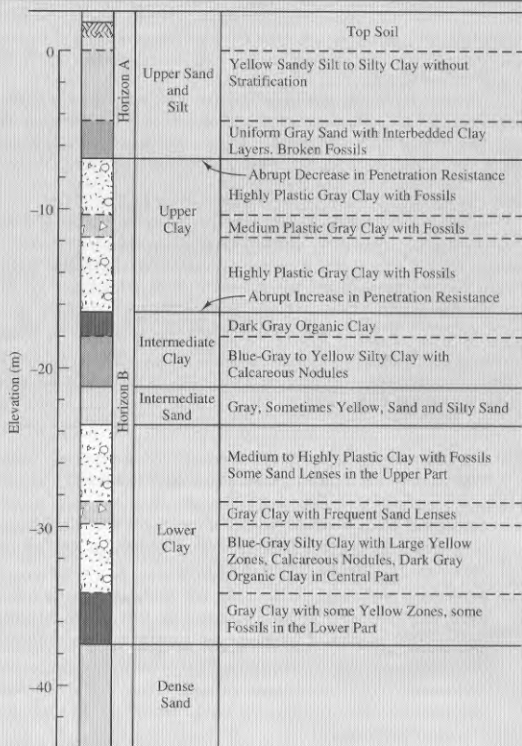 Top Soil
0
Horizon A
Upper Sand
and
Silt
Yellow Sandy Silt to Silty Clay without
Stratification
Uniform Gray Sand with Interbedded Clay
Layers. Broken Fossils
Abrupt Decrease in Penetration Resistance
Highly Plastic Gray Clay with Fossils
–10
Upper
Clay
Medium Plastic Gray Clay with Fossils
Highly Plastic Gray Clay with Fossils
Abrupt Increase in Penetration Resistance
Elevation (m)
Horizon B
Intermediate
Clay
Dark Gray Organic Clay
–20
Blue-Gray to Yellow Silty Clay with
Calcareous Nodules
Intermediate
Sand
Gray, Sometimes Yellow, Sand and Silty Sand
Lower
Clay
Medium to Highly Plastic Clay with Fossils
Some Sand Lenses in the Upper Part
Gray Clay with Frequent Sand Lenses
–30
Blue-Gray Silty Clay with Large Yellow
Zones, Calcareous Nodules, Dark Gray
Organic Clay in Central Part
Gray Clay with some Yellow Zones, some
Fossils in the Lower Part
–40
Dense
Sand